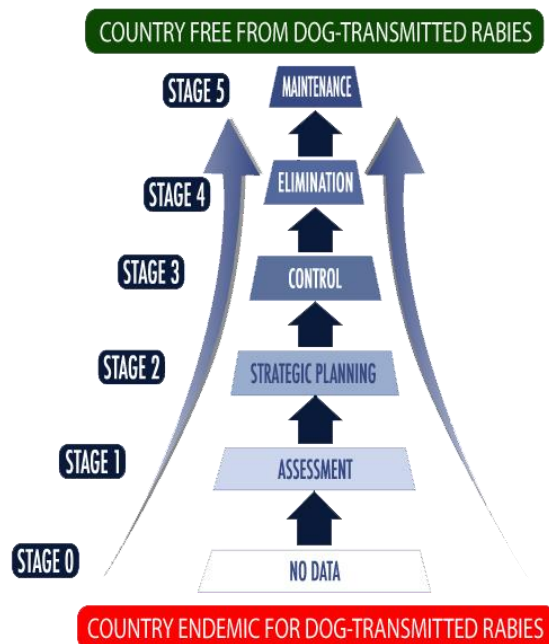 COUNTRY FREE FROM DOG-TRANSMITTED RABIES
STAGE 5
MAINTENANCE
STAGE 4
ELIMINATION
STAGE 3
CONTROL
STAGE 2
STRATEGIC PLANNING
STAGE 1
ASSESSMENT
STAGE 0
NO DATA
COUNTRY ENDEMIC FOR DOG-TRANSMITTED RABIES